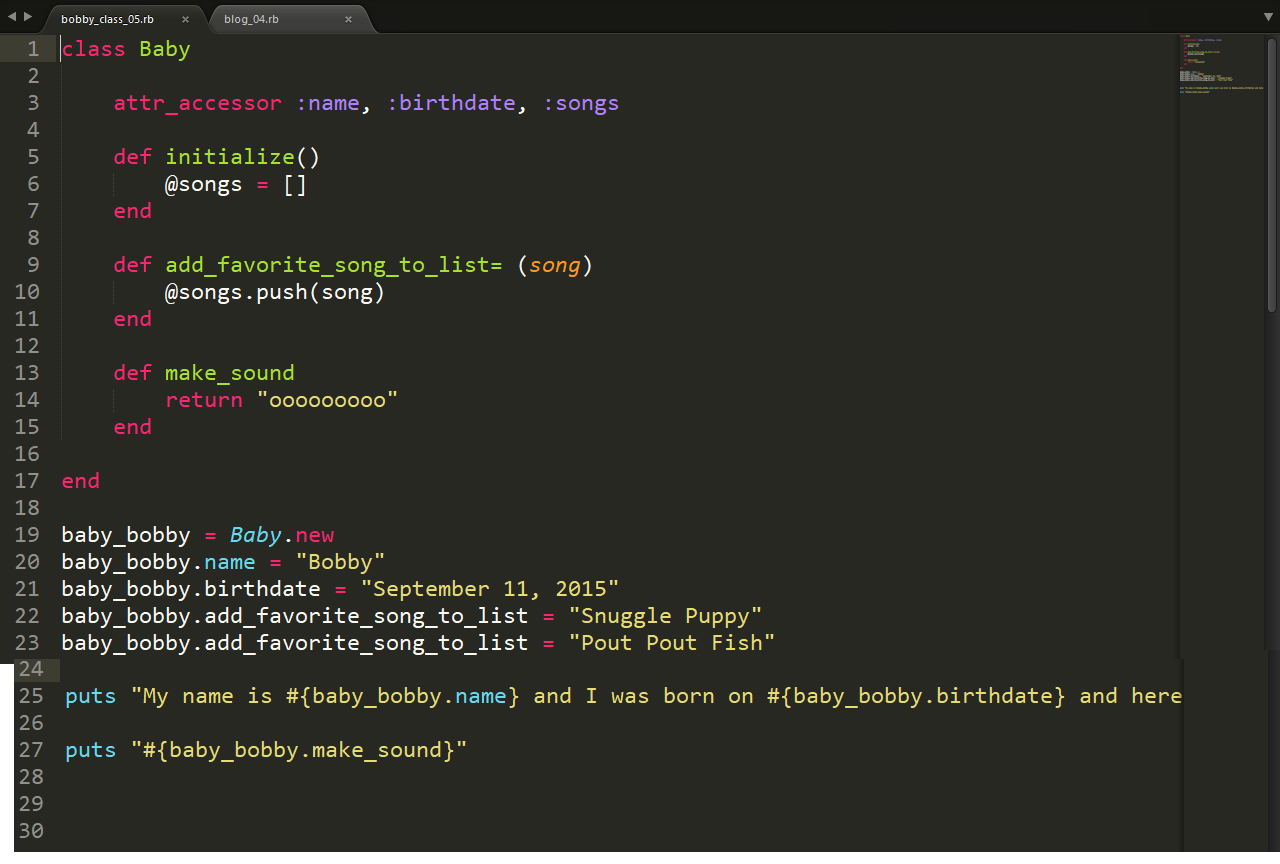 bobby_class_05.rb × blog_04.rb ×
1 class Baby
2
3 attr_accessor :name, :birthdate, :songs
4
5 def initialize()
6 @songs = []
7 end
8
9 def add_favorite_song_to_list= (song)
10 @songs.push(song)
11 end
12
13 def make_sound
14 return "ooooooooo"
15 end
16
17 end
18
19 baby_bobby = Baby.new
20 baby_bobby.name = "Bobby"
21 baby_bobby.birthdate = "September 11, 2015"
22 baby_bobby.add_favorite_song_to_list = "Snuggle Puppy"
23 baby_bobby.add_favorite_song_to_list = "Pout Pout Fish"
24
25 puts "My name is #{baby_bobby.name} and I was born on #{baby_bobby.birthdate} and here
26
27 puts "#{baby_bobby.make_sound}"
28
29
30